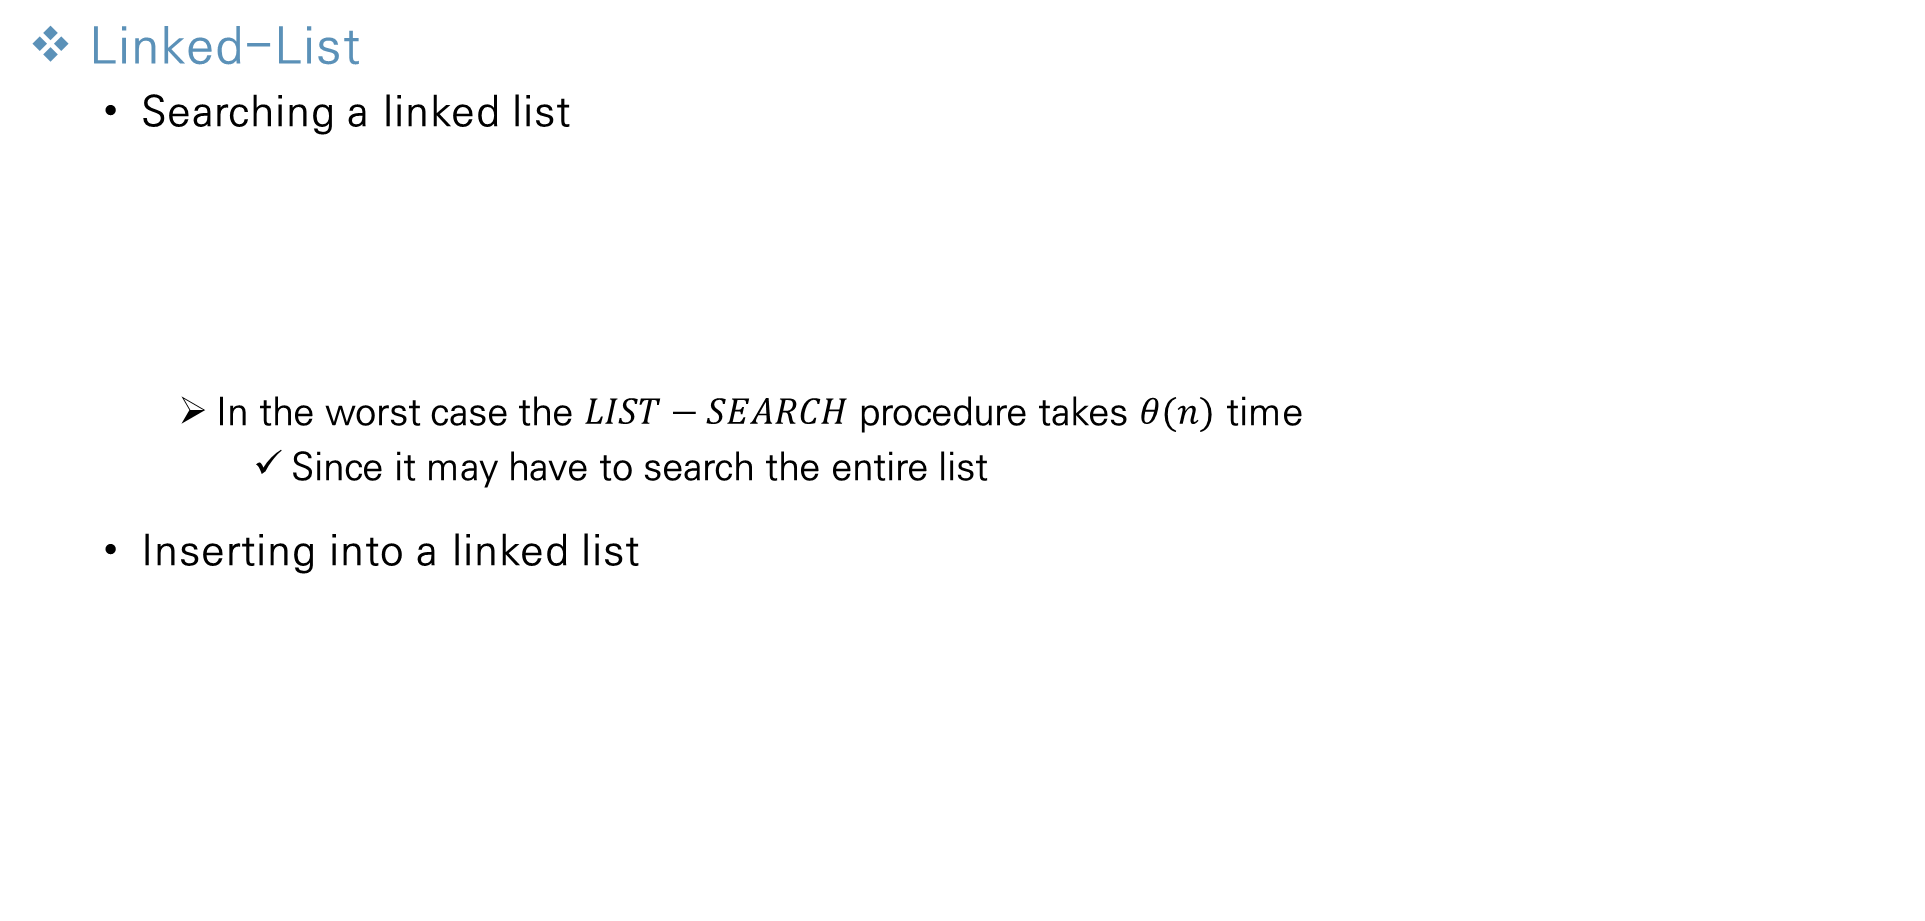 ❖ Linked-List
• Searching a linked list
➢ In the worst case the LIST − SEARCH procedure takes θ(n) time
✓ Since it may have to search the entire list
• Inserting into a linked list